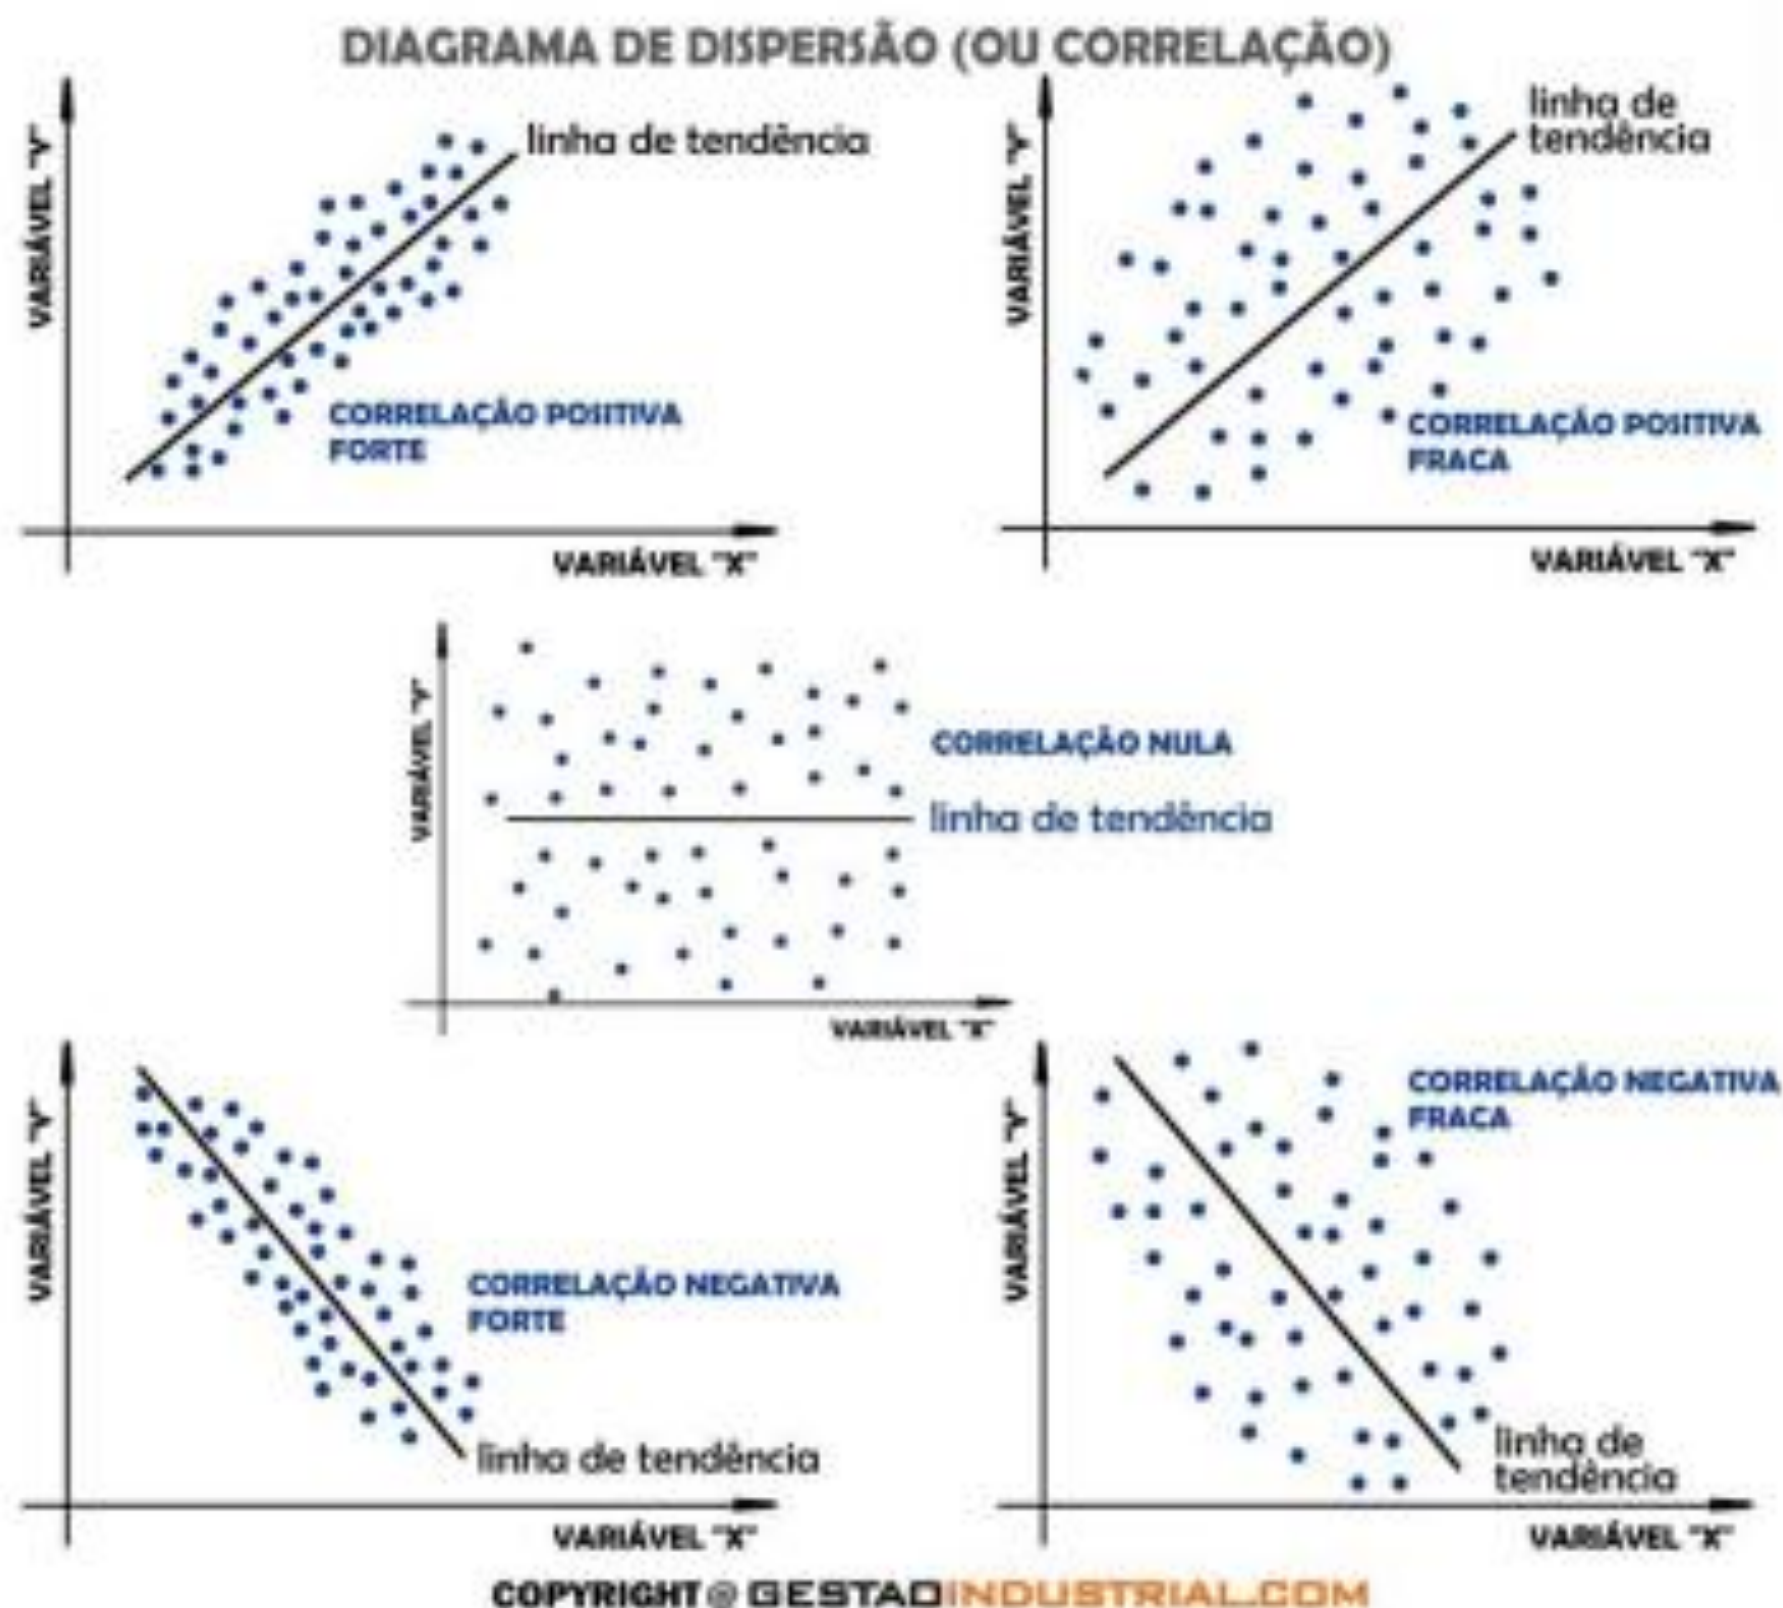 DIAGRAMA DE DISPERSÃO (OU CORRELAÇÃO)
VARIÁVEL "Y"
linha de tendência
CORRELAÇÃO POSITIVA
FORTE
VARIÁVEL "X"
VARIÁVEL "Y"
linha de
tendência
CORRELAÇÃO POSITIVA
FRACA
VARIÁVEL "X"
VARIÁVEL "Y"
CORRELAÇÃO NULA
linha de tendência
VARIÁVEL "X"
VARIÁVEL "Y"
CORRELAÇÃO NEGATIVA
FORTE
linha de tendência
VARIÁVEL "X"
VARIÁVEL "Y"
CORRELAÇÃO NEGATIVA
FRACA
linha de
tendência
VARIÁVEL "X"
COPYRIGHT @ GESTAOINDUSTRIAL.COM